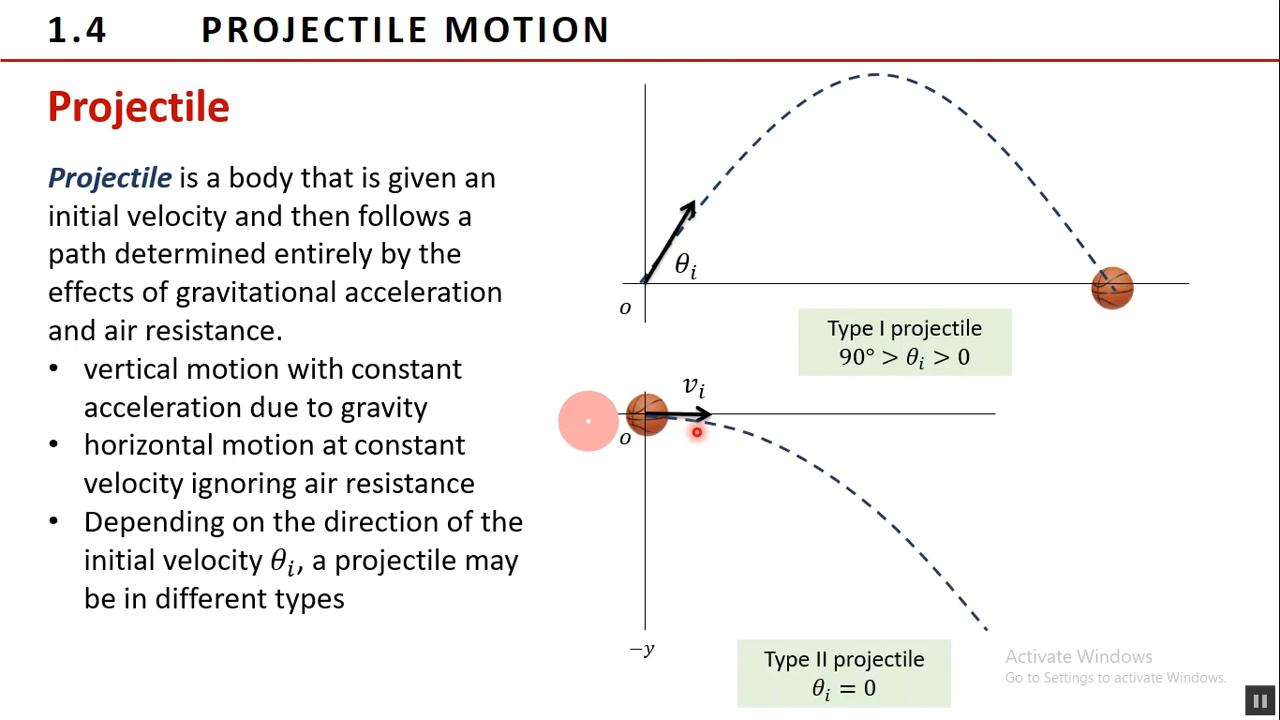 1.4 PROJECTILE MOTION
Projectile
Projectile is a body that is given an
initial velocity and then follows a
path determined entirely by the
effects of gravitational acceleration
and air resistance.
• vertical motion with constant
acceleration due to gravity
• horizontal motion at constant
velocity ignoring air resistance
• Depending on the direction of the
initial velocity θᵢ, a projectile may
be in different types
θᵢ
o
Type I projectile
90° > θᵢ > 0
vᵢ
o
−y
Type II projectile
θᵢ = 0
Activate Windows
Go to Settings to activate Windows.